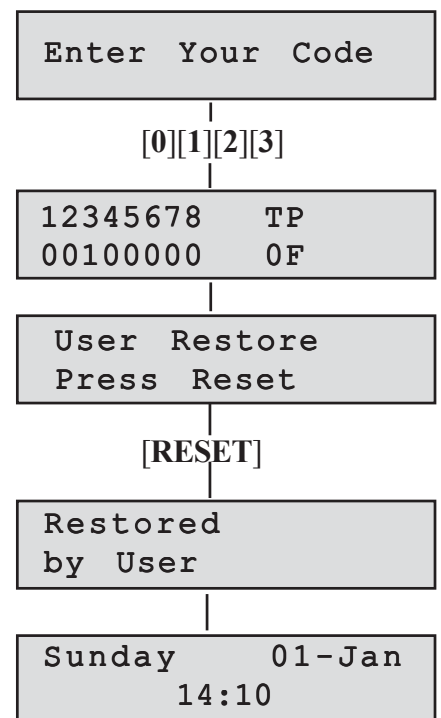 Enter Your Code
[0][1][2][3]
12345678 TP
00100000 0F
User Restore
Press Reset
[RESET]
Restored
by User
Sunday 01-Jan
14:10